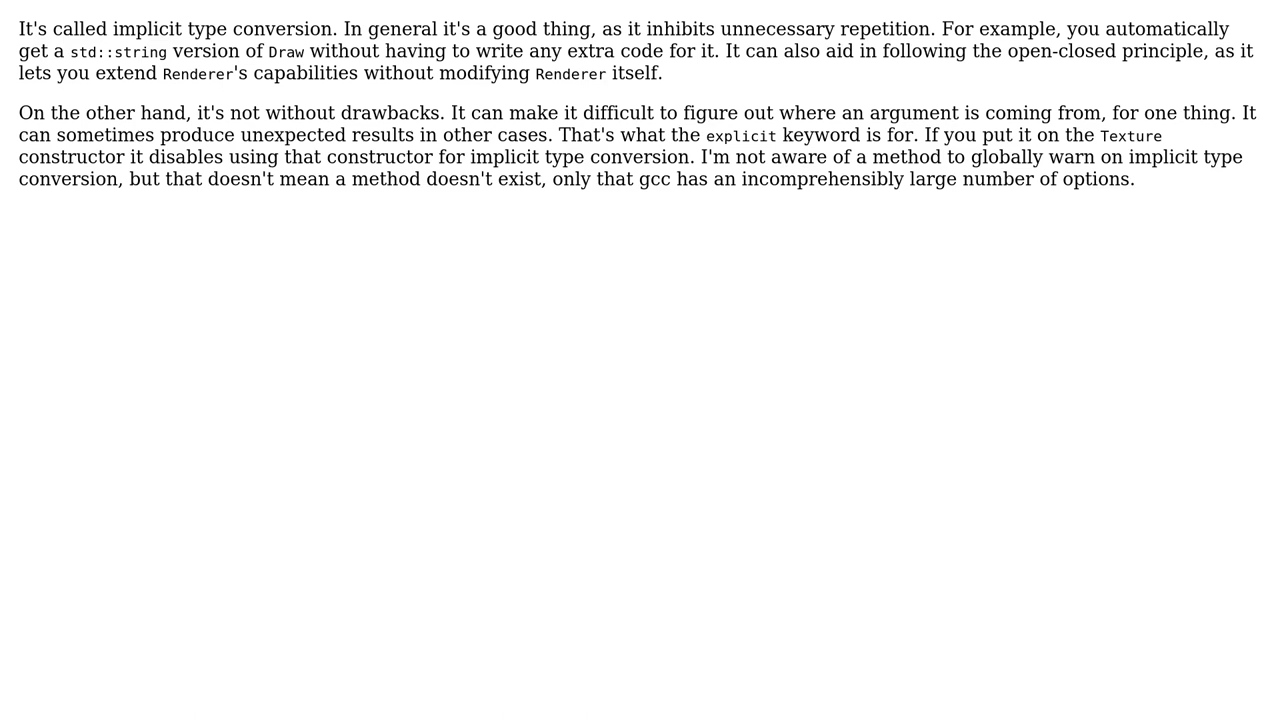 It's called implicit type conversion. In general it's a good thing, as it inhibits unnecessary repetition. For example, you automatically
get a std::string version of Draw without having to write any extra code for it. It can also aid in following the open-closed principle, as it
lets you extend Renderer's capabilities without modifying Renderer itself.
On the other hand, it's not without drawbacks. It can make it difficult to figure out where an argument is coming from, for one thing. It
can sometimes produce unexpected results in other cases. That's what the explicit keyword is for. If you put it on the Texture
constructor it disables using that constructor for implicit type conversion. I'm not aware of a method to globally warn on implicit type
conversion, but that doesn't mean a method doesn't exist, only that gcc has an incomprehensibly large number of options.